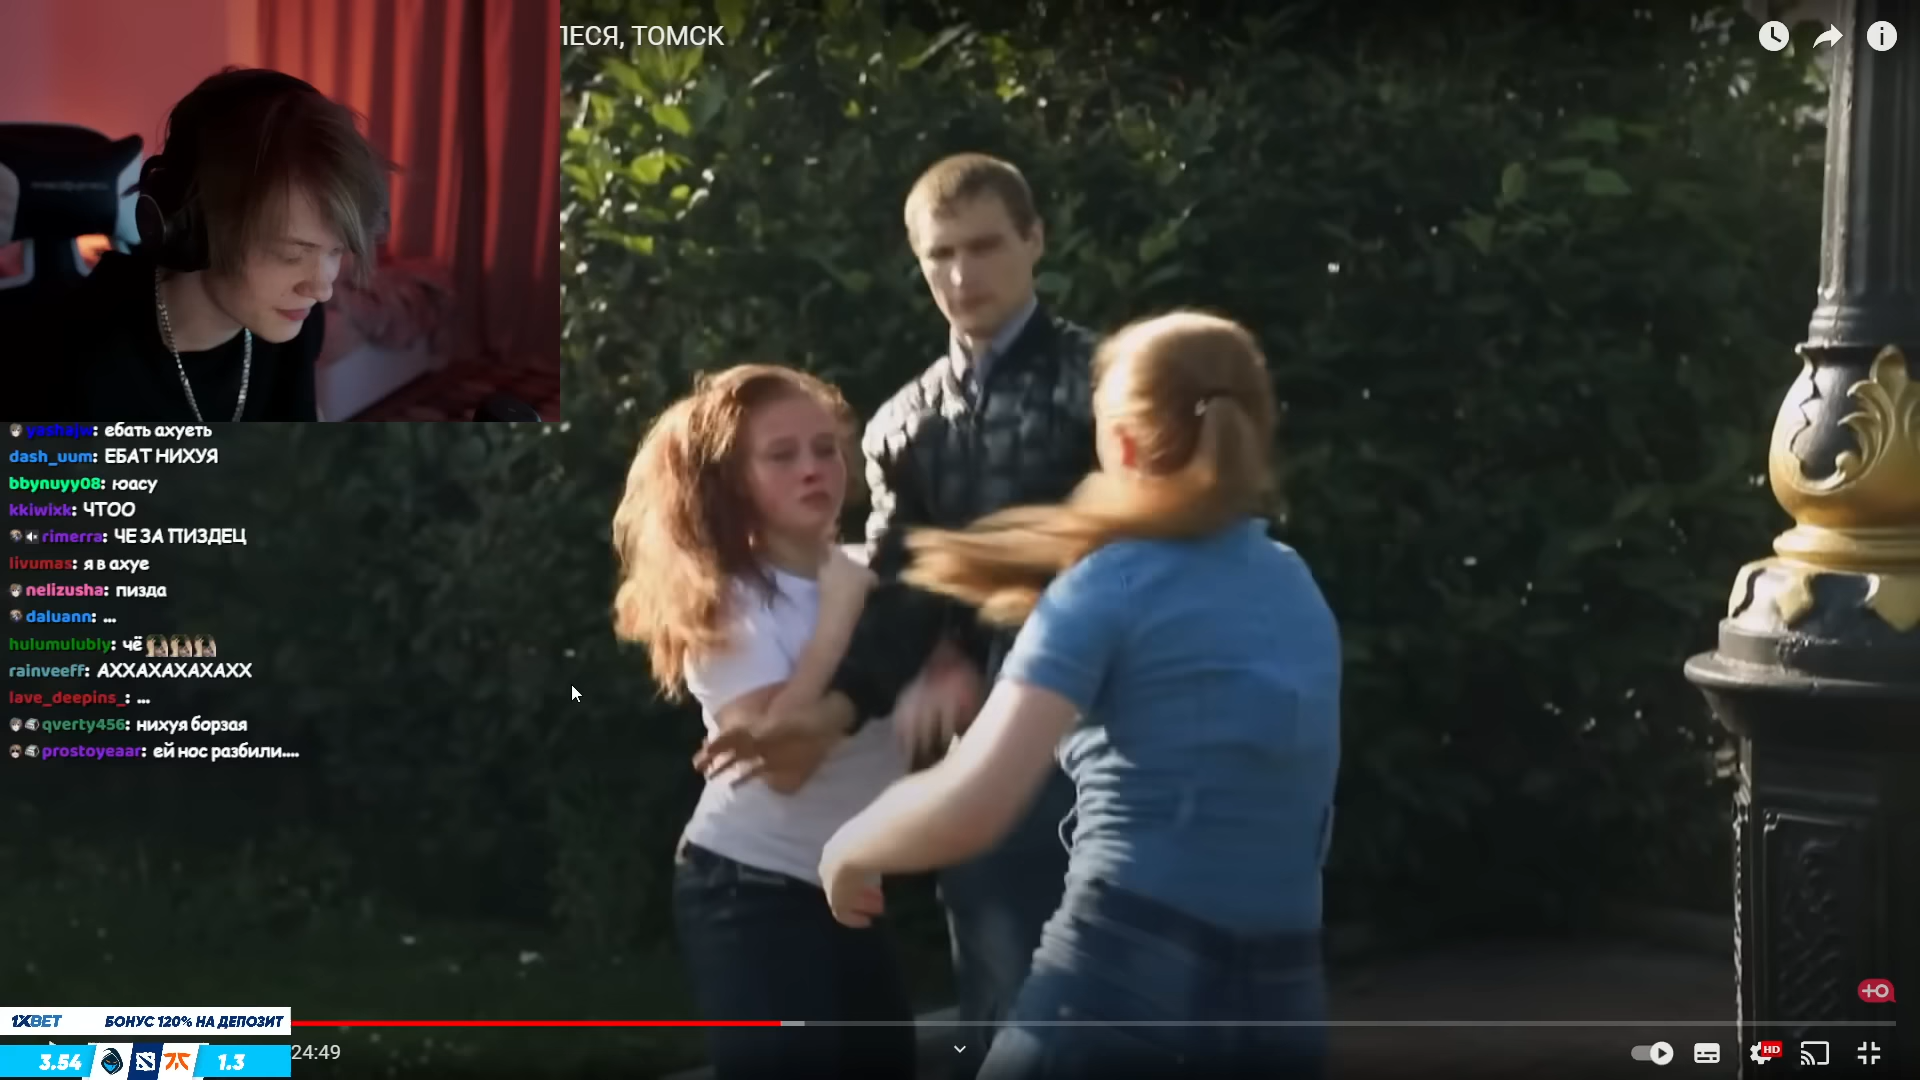 ЛЕСЯ, ТОМСК
yeshajw: ебать ахуеть
dash_uum: ЕБАТ НИХУЯ
bbynuyy08: юасу
kkiwixk: ЧТОО
rimerra: ЧЕ ЗА ПИЗДЕЦ
livumas: я в ахуе
nelizusha: пизда
daluann: ...
hulumulubly: чё
rainveeff: АХХАХАХАХАХХ
lave_deepins_: ...
qverty456: нихуя борзая
prostoyeaar: ей нос разбили....
Ю
1XBET БОНУС 120% НА ДЕПОЗИТ
24:49
HD
3.54 1.3